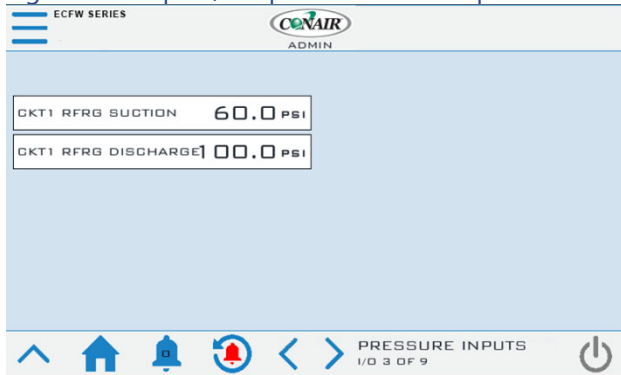 ECFW SERIES
CONAIR
ADMIN
CKT1 RFRG SUCTION 60.0 PSI
CKT1 RFRG DISCHARGE 100.0 PSI
0
PRESSURE INPUTS
I/O 3 OF 9